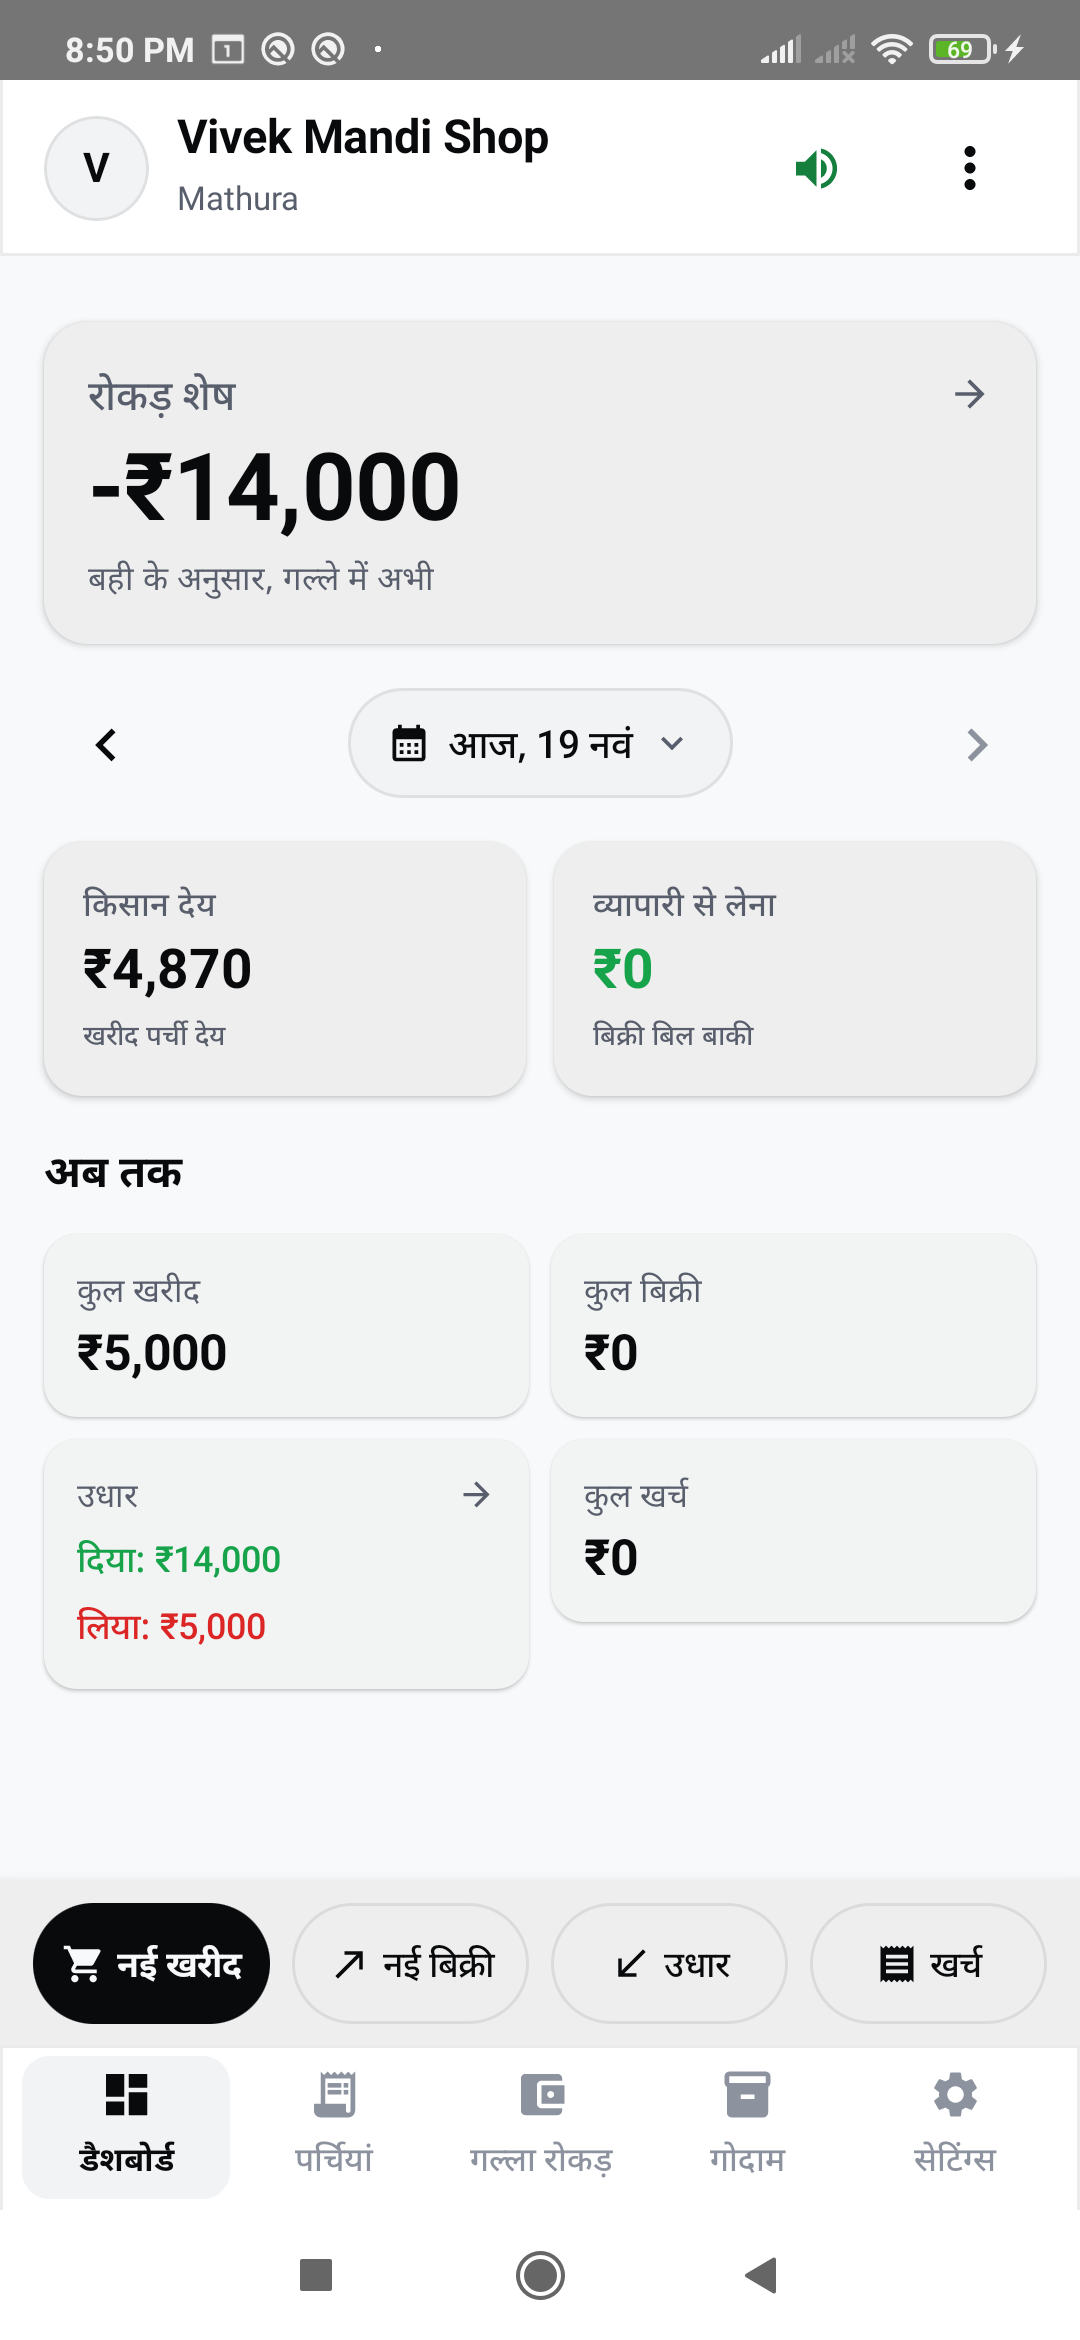 8:50 PM
1
69
V
Vivek Mandi Shop
Mathura
रोकड़ शेष
-₹14,000
बही के अनुसार, गल्ले में अभी
आज, 19 नवं
किसान देय
₹4,870
खरीद पर्ची देय
व्यापारी से लेना
₹0
बिक्री बिल बाकी
अब तक
कुल खरीद
₹5,000
कुल बिक्री
₹0
उधार
दिया: ₹14,000
लिया: ₹5,000
कुल खर्च
₹0
नई खरीद
नई बिक्री
उधार
खर्च
डैशबोर्ड
पर्चियां
गल्ला रोकड़
गोदाम
सेटिंग्स